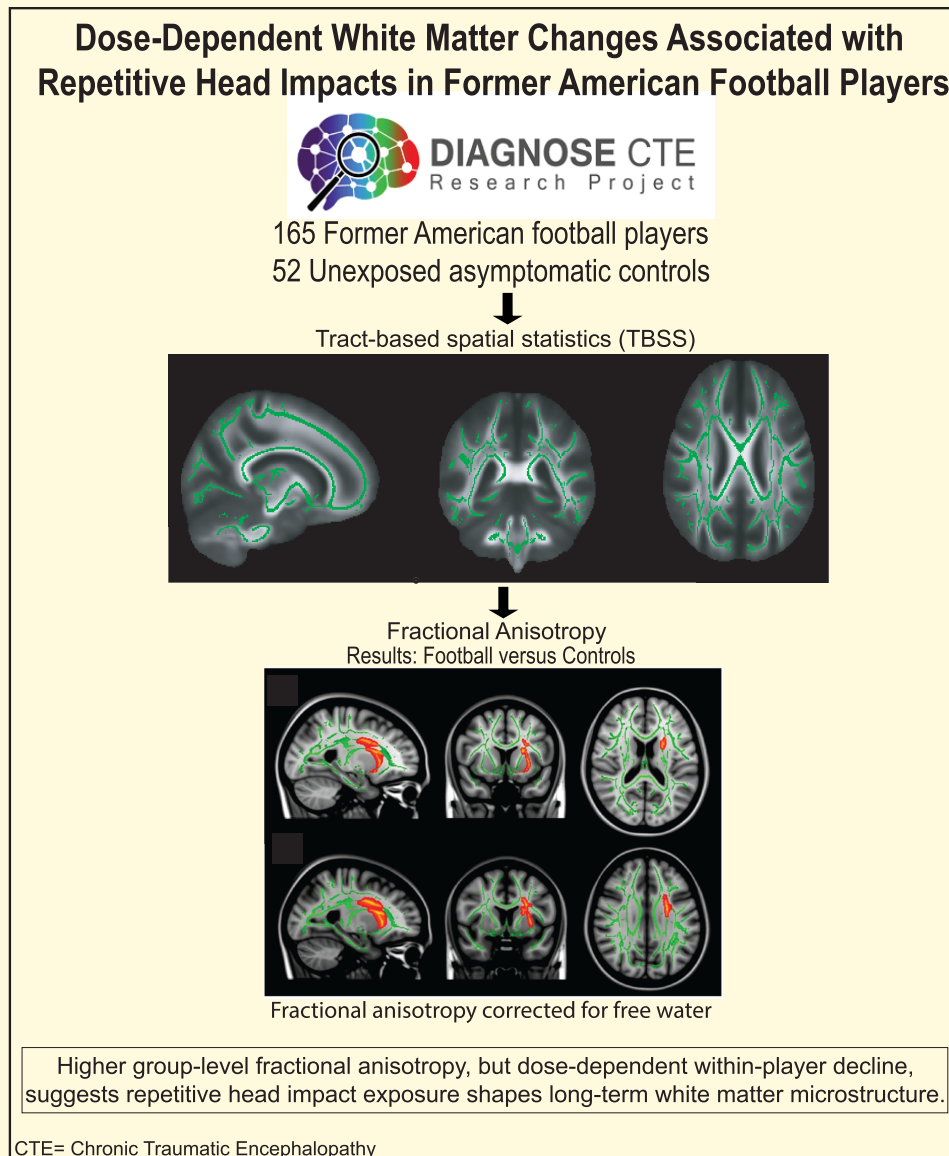 Dose-Dependent White Matter Changes Associated with
Repetitive Head Impacts in Former American Football Players
DIAGNOSE CTE
Research Project
165 Former American football players
52 Unexposed asymptomatic controls
Tract-based spatial statistics (TBSS)
Fractional Anisotropy
Results: Football versus Controls
Fractional anisotropy corrected for free water
Higher group-level fractional anisotropy, but dose-dependent within-player decline,
suggests repetitive head impact exposure shapes long-term white matter microstructure.
CTE= Chronic Traumatic Encephalopathy